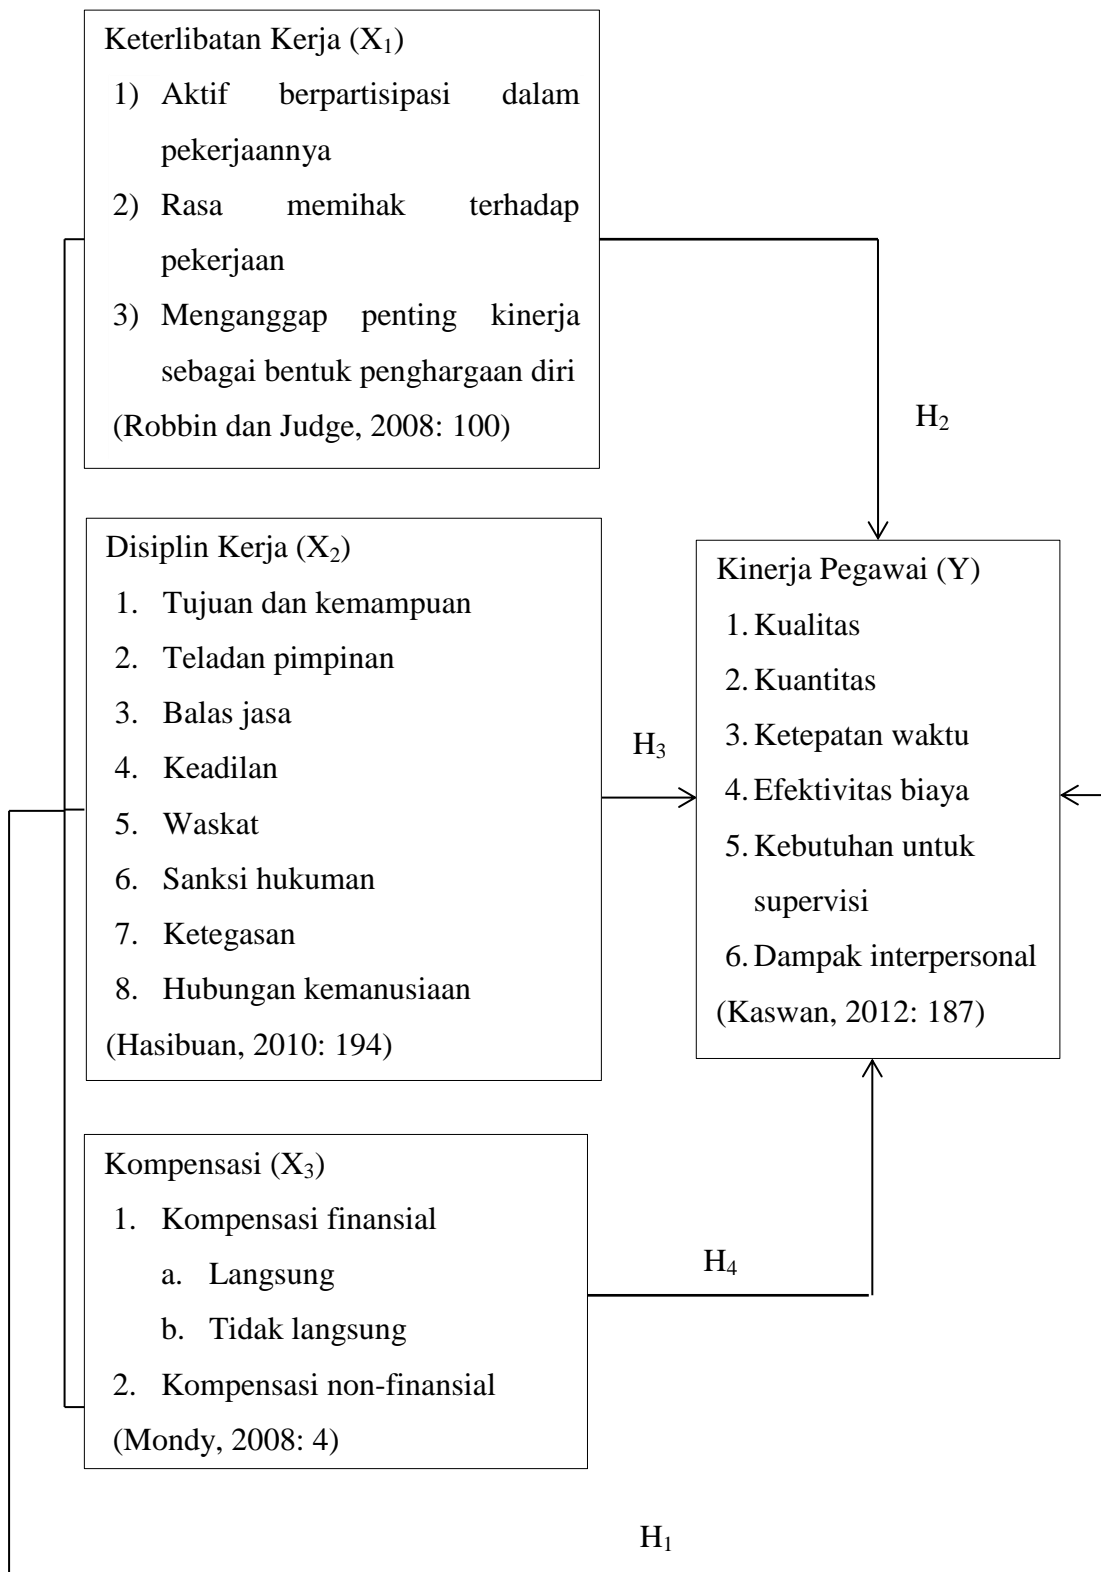 Keterlibatan Kerja (X₁)
1) Aktif berpartisipasi dalam
pekerjaannya
2) Rasa memihak terhadap
pekerjaan
3) Menganggap penting kinerja
sebagai bentuk penghargaan diri
(Robbin dan Judge, 2008: 100)
H₂
Disiplin Kerja (X₂)
1. Tujuan dan kemampuan
2. Teladan pimpinan
3. Balas jasa
4. Keadilan
5. Waskat
6. Sanksi hukuman
7. Ketegasan
8. Hubungan kemanusiaan
(Hasibuan, 2010: 194)
H₃
Kinerja Pegawai (Y)
1. Kualitas
2. Kuantitas
3. Ketepatan waktu
4. Efektivitas biaya
5. Kebutuhan untuk
supervisi
6. Dampak interpersonal
(Kaswan, 2012: 187)
Kompensasi (X₃)
1. Kompensasi finansial
a. Langsung
b. Tidak langsung
2. Kompensasi non-finansial
(Mondy, 2008: 4)
H₄
H₁